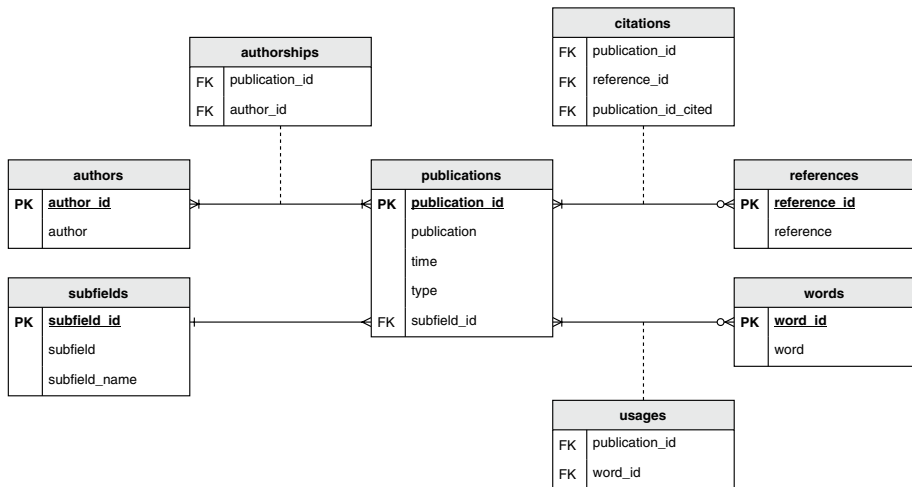 citations
FK publication_id
FK reference_id
FK publication_id_cited
authorships
FK publication_id
FK author_id
authors
PK author_id
author
publications
PK publication_id
publication
time
type
FK subfield_id
references
PK reference_id
reference
subfields
PK subfield_id
subfield
subfield_name
words
PK word_id
word
usages
FK publication_id
FK word_id